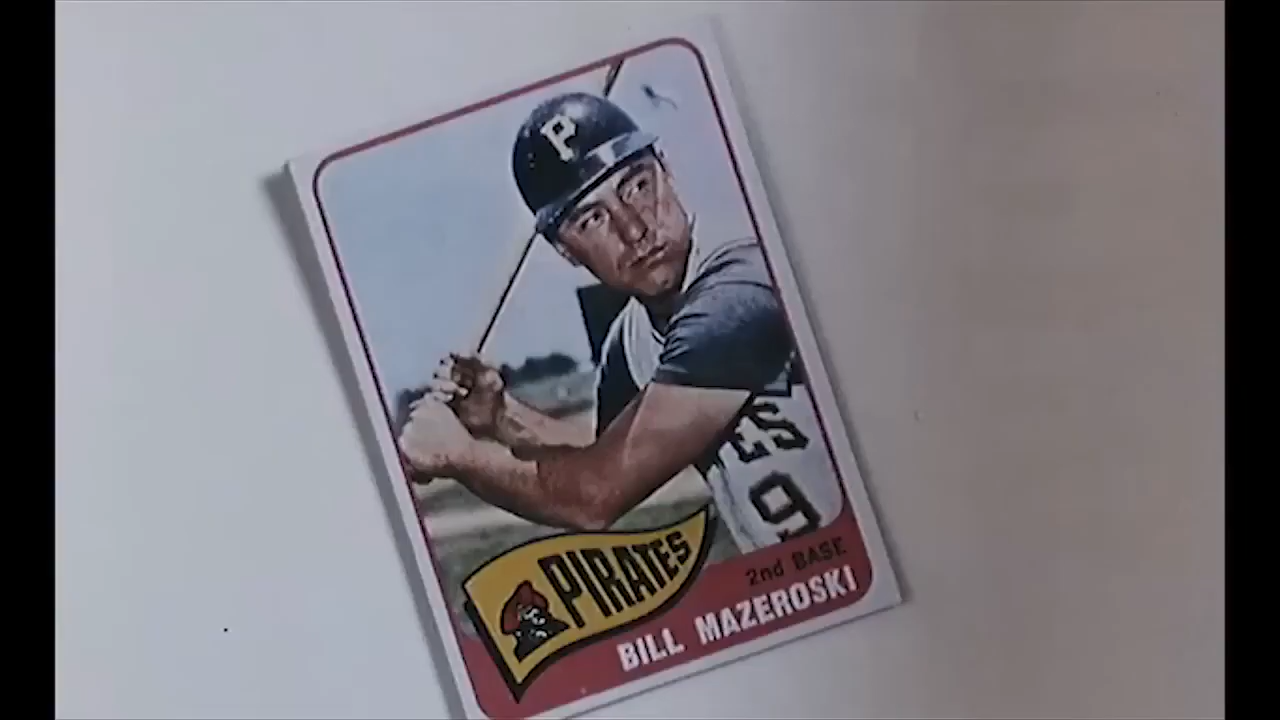 P
ES
9
PIRATES
2nd BASE
BILL MAZEROSKI